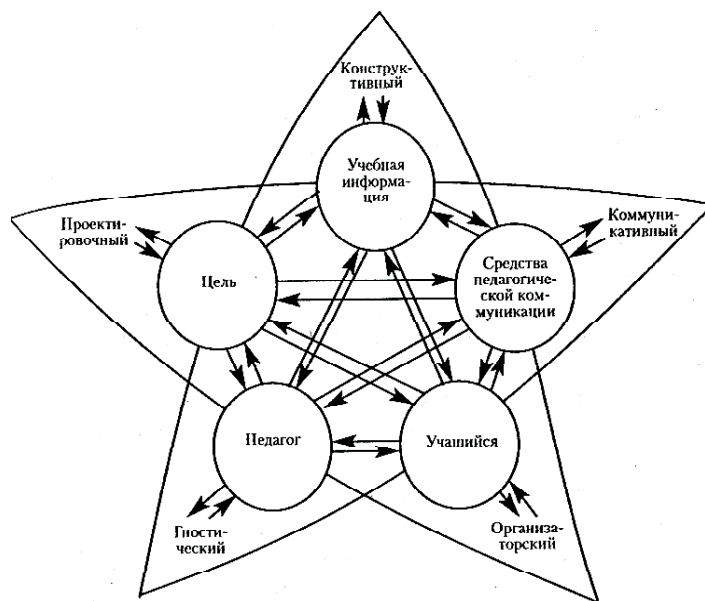 Конструк-
тивный
Учебная
информа-
ция
Проекти-
ровочный
Коммуни-
кативный
Цель
Средства
педагогиче-
ской ком-
муникации
Педагог
Учашийся
Гности-
ческий
Организа-
торский